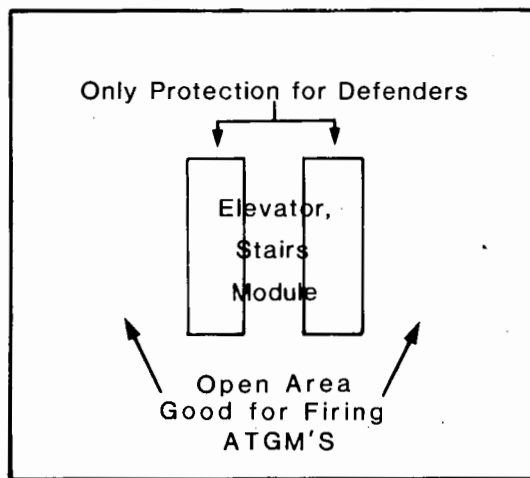 Only Protection for Defenders
Elevator,
Stairs
Module
Open Area
Good for Firing
ATGM'S